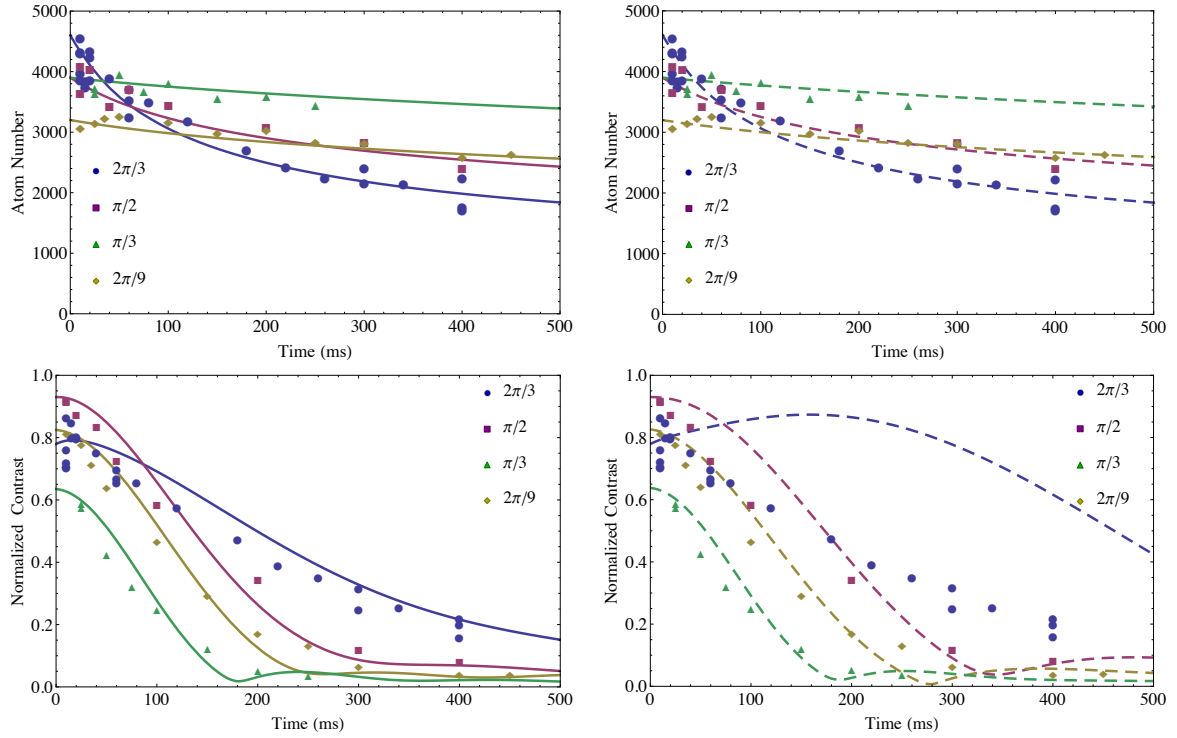 5000
4000
3000
2000
1000
0
Atom Number
2π/3
π/2
π/3
2π/9
0 100 200 300 400 500
Time (ms)
5000
4000
3000
2000
1000
0
Atom Number
2π/3
π/2
π/3
2π/9
0 100 200 300 400 500
Time (ms)
1.0
0.8
0.6
0.4
0.2
0.0
Normalized Contrast
2π/3
π/2
π/3
2π/9
0 100 200 300 400 500
Time (ms)
1.0
0.8
0.6
0.4
0.2
0.0
Normalized Contrast
2π/3
π/2
π/3
2π/9
0 100 200 300 400 500
Time (ms)